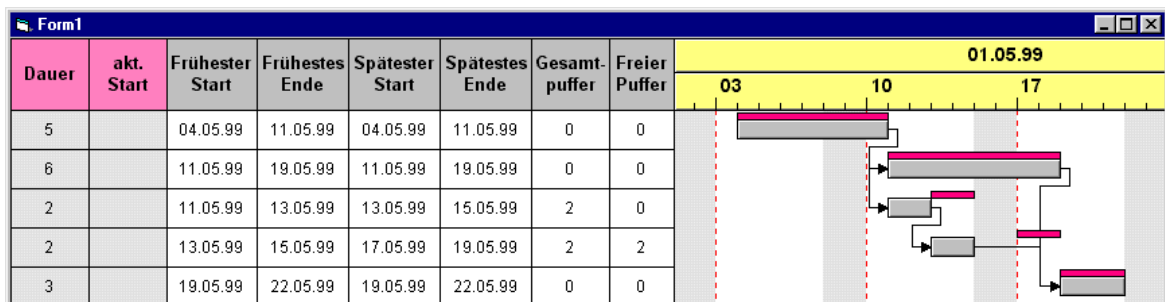 Form1
Dauer akt. Start Frühester Start Frühestes Ende Spätester Start Spätestes Ende Gesamt-puffer Freier Puffer 01.05.99
03 10 17
5 04.05.99 11.05.99 04.05.99 11.05.99 0 0
6 11.05.99 19.05.99 11.05.99 19.05.99 0 0
2 11.05.99 13.05.99 13.05.99 15.05.99 2 0
2 13.05.99 15.05.99 17.05.99 19.05.99 2 2
3 19.05.99 22.05.99 19.05.99 22.05.99 0 0